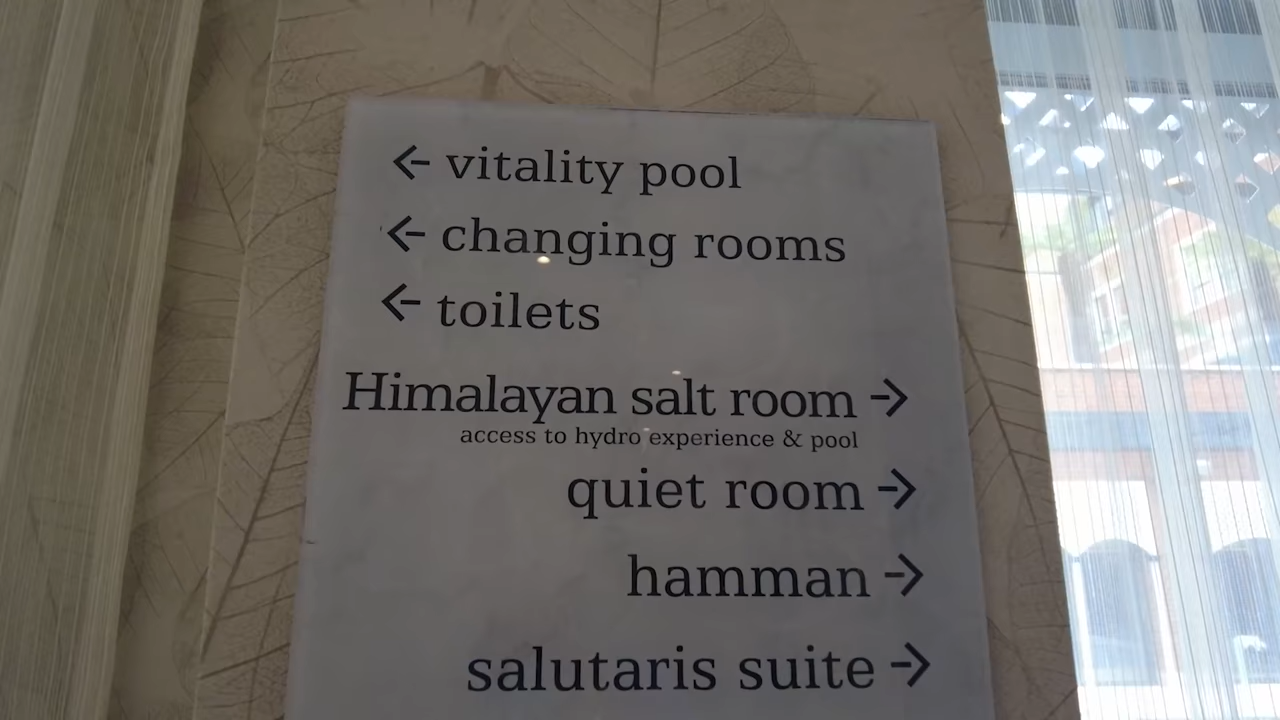 ← vitality pool
← changing rooms
← toilets
Himalayan salt room →
access to hydro experience & pool
quiet room →
hamman →
salutaris suite →